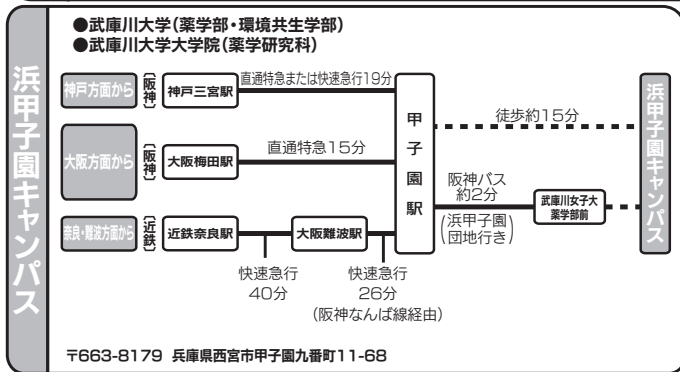 浜甲子園キャンパス
●武庫川大学(薬学部・環境共生学部)
●武庫川大学大学院(薬学研究科)
神戸方面から
〔阪神〕
神戸三宮駅
直通特急または快速急行19分
大阪方面から
〔阪神〕
大阪梅田駅
直通特急15分
奈良・難波方面から
〔近鉄〕
近鉄奈良駅
快速急行
40分
大阪難波駅
快速急行
26分
(阪神なんば線経由)
甲子園駅
徒歩約15分
阪神バス
約2分
(浜甲子園
団地行き)
武庫川女子大
薬学部前
浜甲子園キャンパス
〒663-8179 兵庫県西宮市甲子園九番町11-68